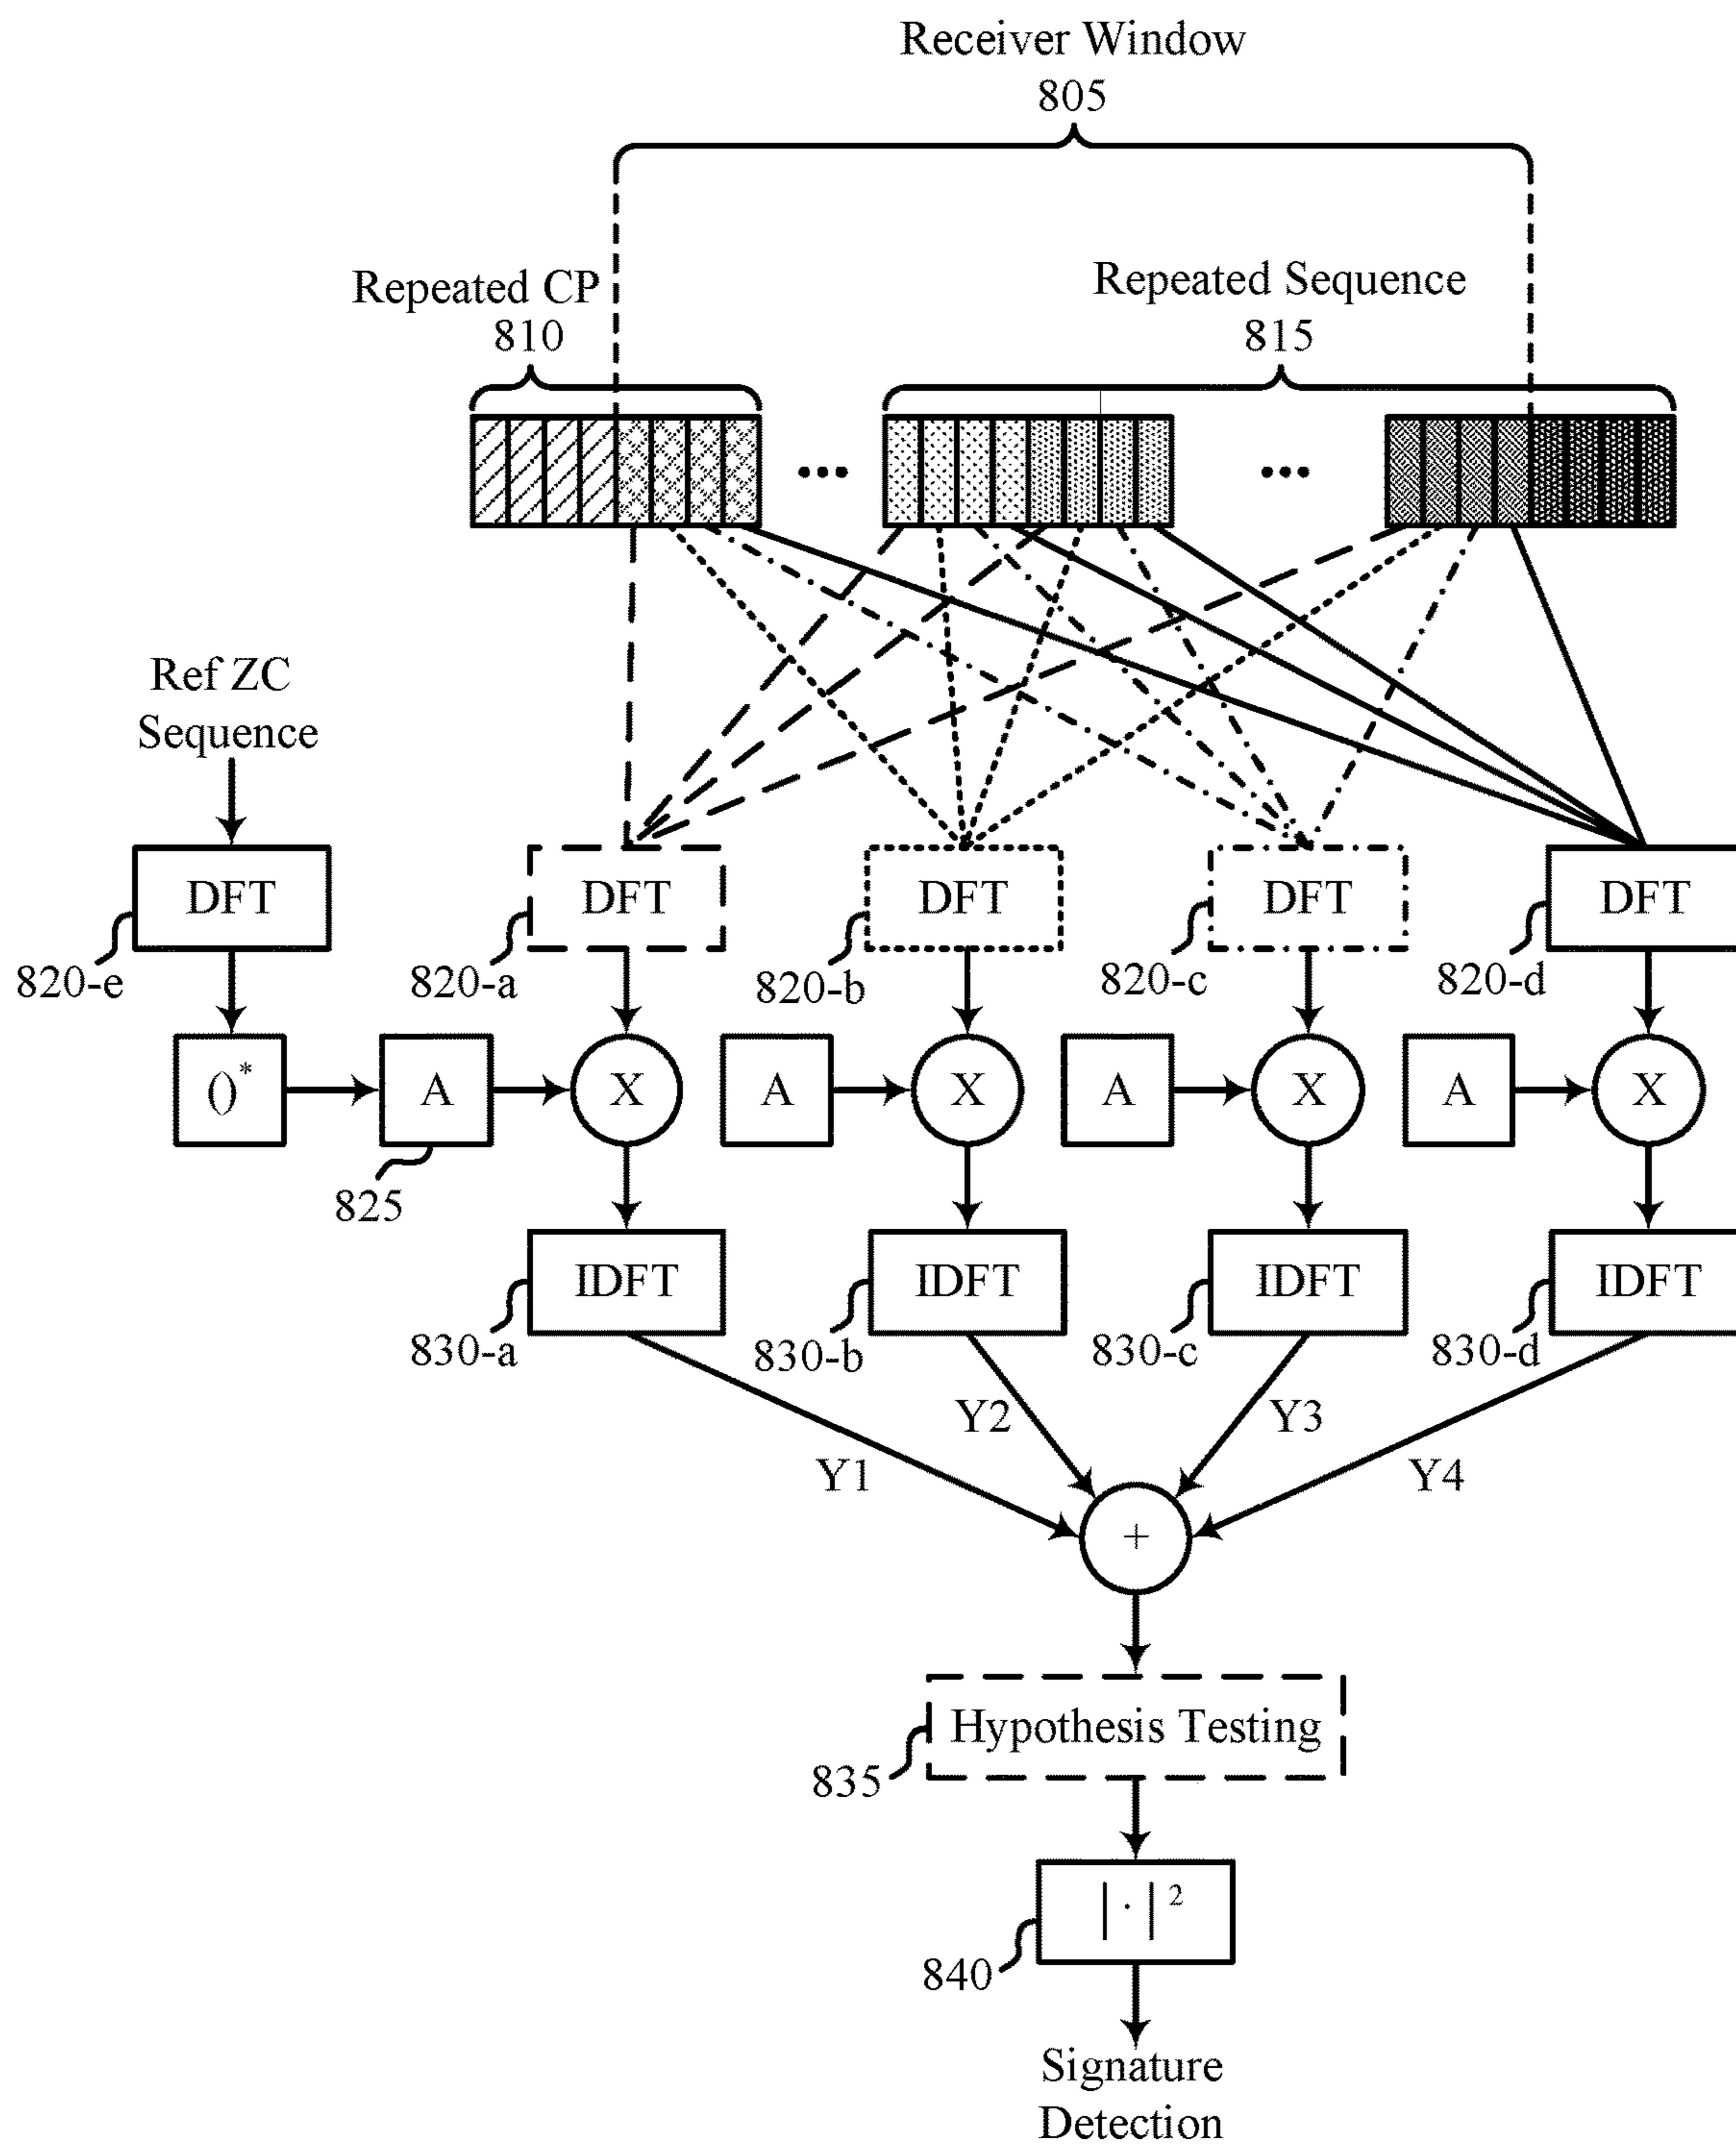 Receiver Window
805
Repeated CP
810
Repeated Sequence
815
...
...
Ref ZC
Sequence
DFT
DFT
DFT
DFT
DFT
820-e
820-a
820-b
820-c
820-d
()*
A
X
A
X
A
X
A
X
825
IDFT
IDFT
IDFT
IDFT
830-a
830-b
830-c
830-d
Y1
Y2
Y3
Y4
+
Hypothesis Testing
835
|·|²
840
Signature
Detection